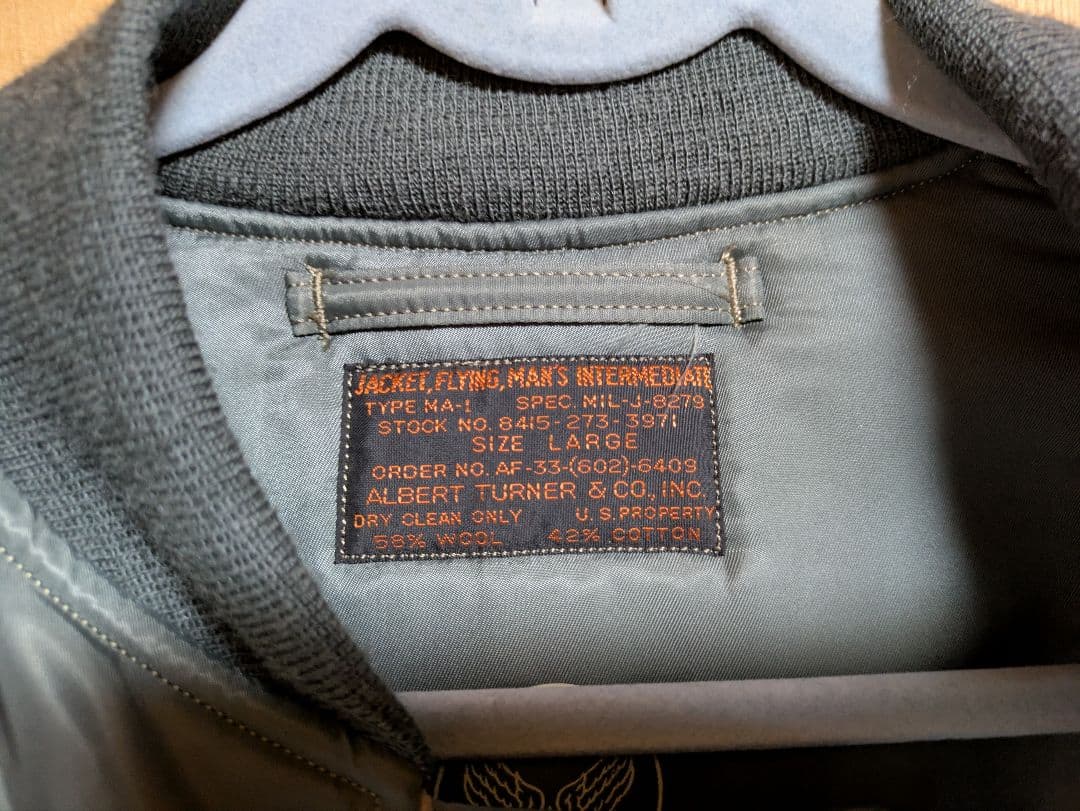 JACKET, FLYING, MAN'S INTERMEDIATE
TYPE MA-1 SPEC. MIL-J-8279
STOCK NO. 8415-273-3971
SIZE LARGE
ORDER NO. AF-33-(602)-6409
ALBERT TURNER & CO., INC.
DRY CLEAN ONLY U.S. PROPERTY
58% WOOL 42% COTTON